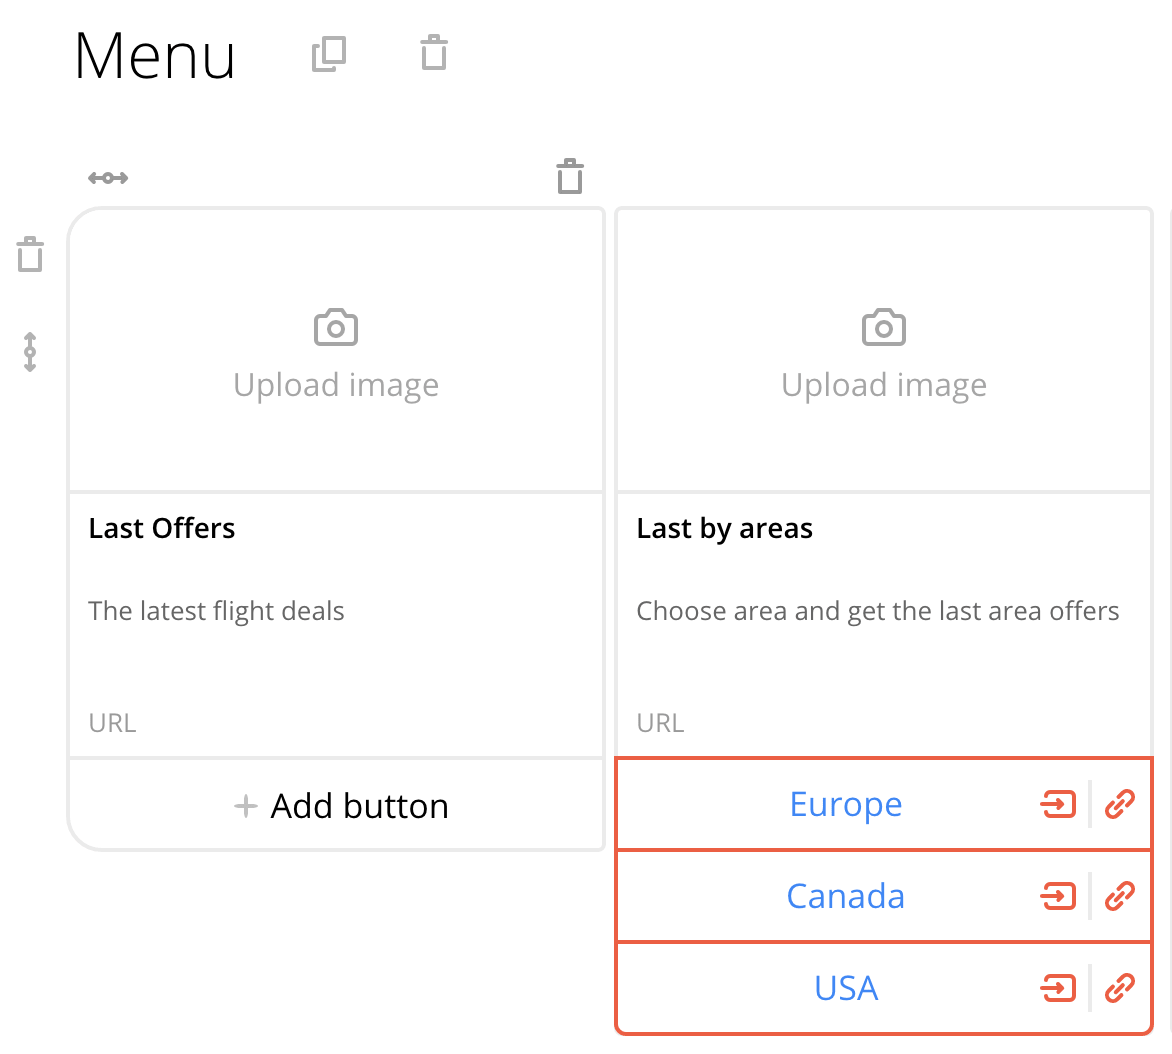 Menu
Upload image
Last Offers
The latest flight deals
URL
Add button
Upload image
Last by areas
Choose area and get the last area offers
URL
Europe
Canada
USA